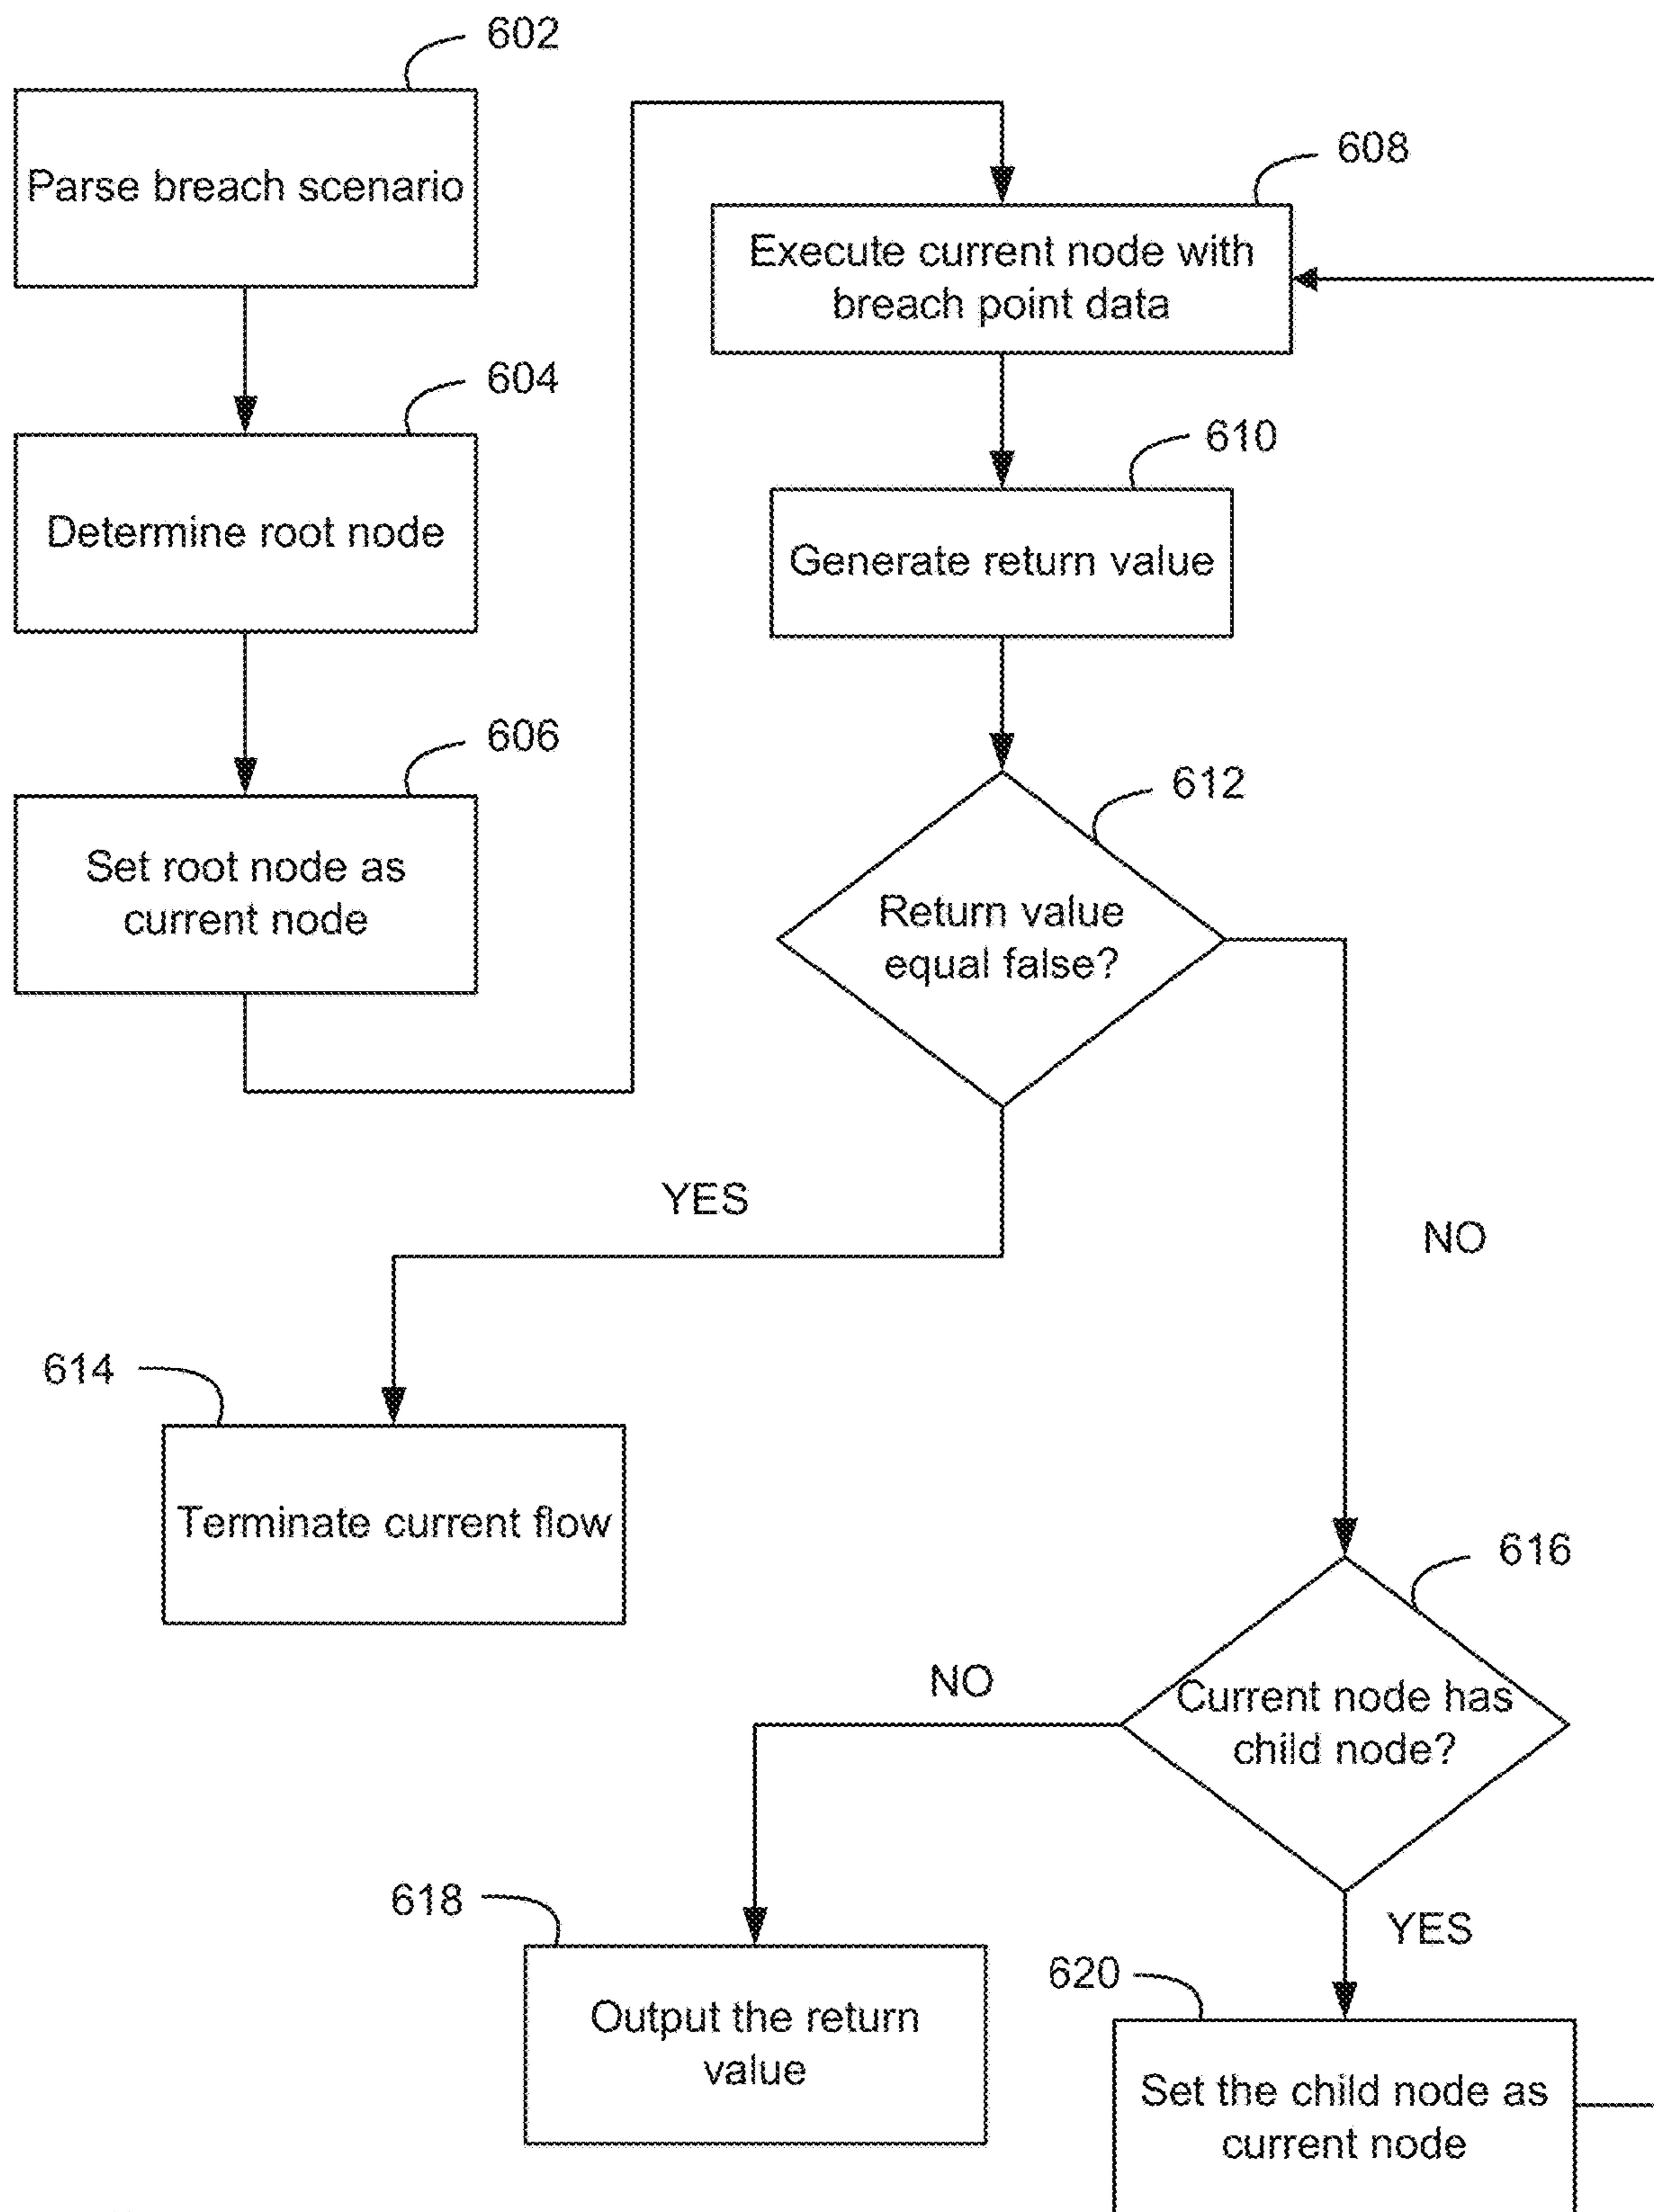 602
Parse breach scenario
604
Determine root node
606
Set root node as
current node
608
Execute current node with
breach point data
610
Generate return value
612
Return value
equal false?
YES
NO
614
Terminate current flow
616
Current node has
child node?
NO
YES
618
Output the return
value
620
Set the child node as
current node